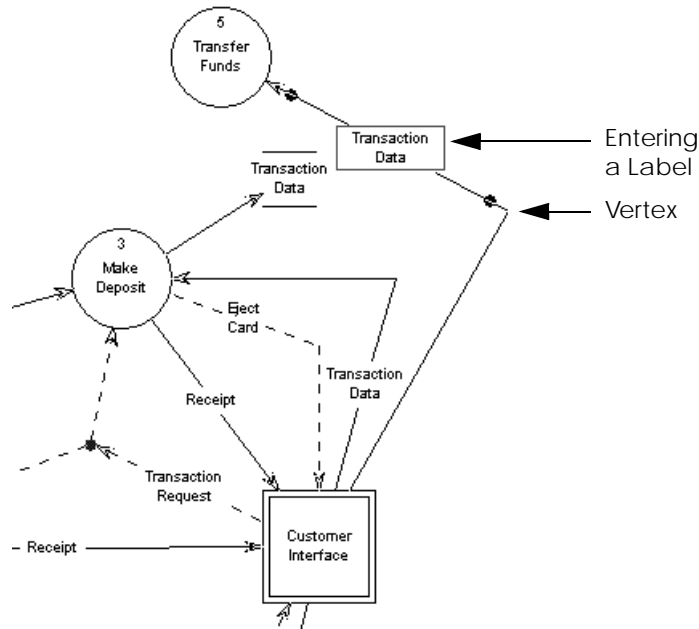 5
Transfer
Funds
Transaction
Data
Entering
a Label
Transaction
Data
Vertex
3
Make
Deposit
Eject
Card
Transaction
Data
Receipt
Transaction
Request
Customer
Interface
Receipt